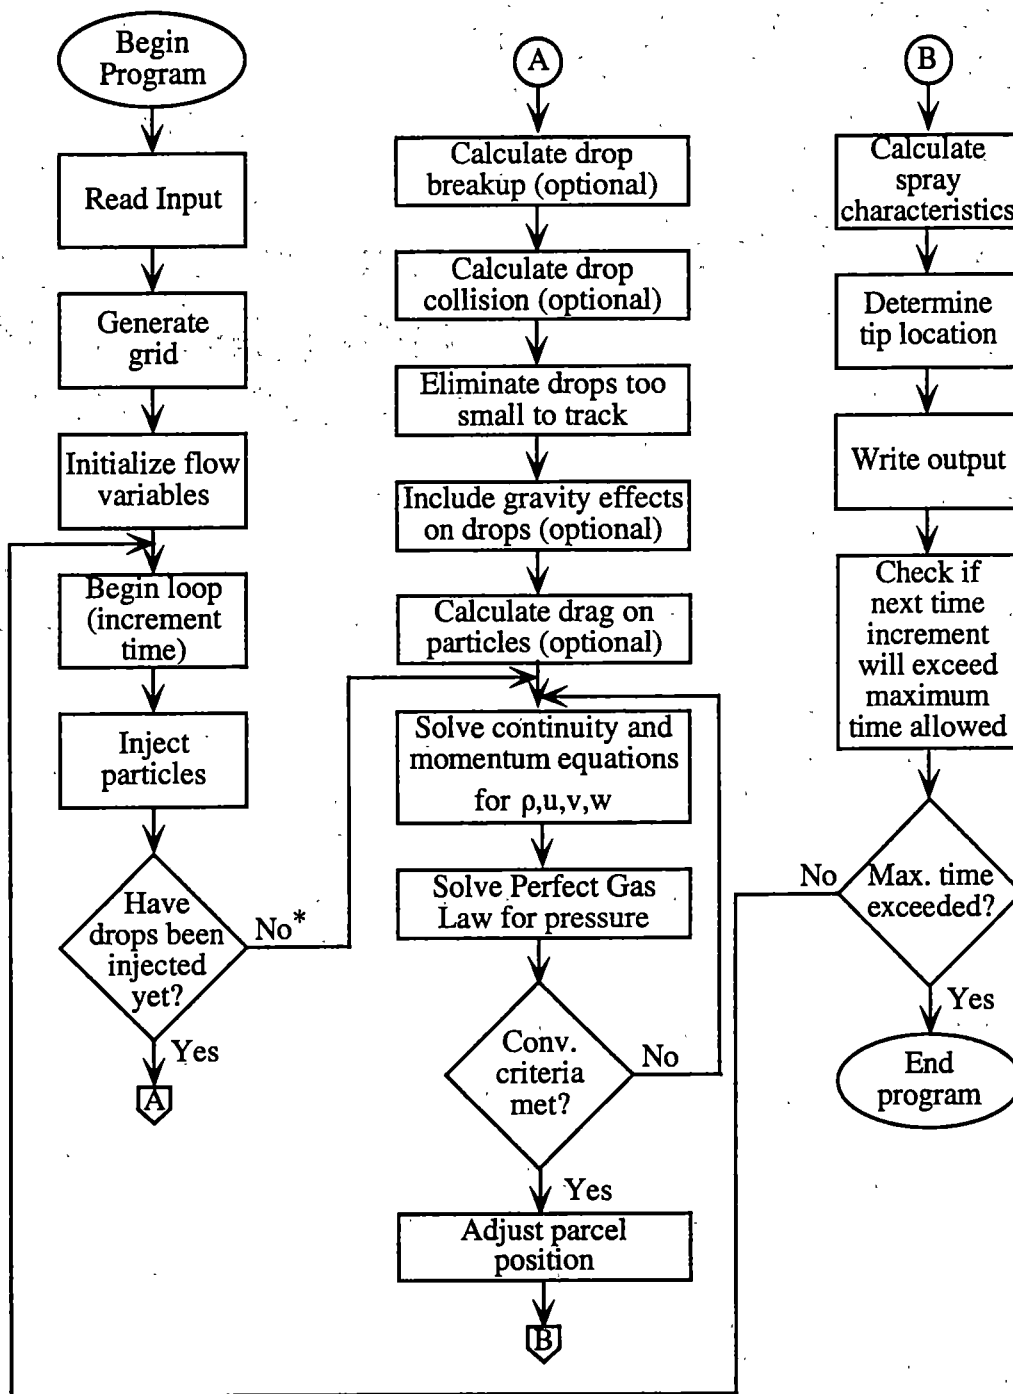 Begin
Program
Read Input
Generate
grid
Initialize flow
variables
Begin loop
(increment
time)
Inject
particles
Have
drops been
injected
yet?
No*
Yes
A
A
Calculate drop
breakup (optional)
Calculate drop
collision (optional)
Eliminate drops too
small to track
Include gravity effects
on drops (optional)
Calculate drag on
particles (optional)
Solve continuity and
momentum equations
for ρ,u,v,w
Solve Perfect Gas
Law for pressure
Conv.
criteria
met?
No
Yes
Adjust parcel
position
B
B
Calculate
spray
characteristics
Determine
tip location
Write output
Check if
next time
increment
will exceed
maximum
time allowed
No
Max. time
exceeded?
Yes
End
program